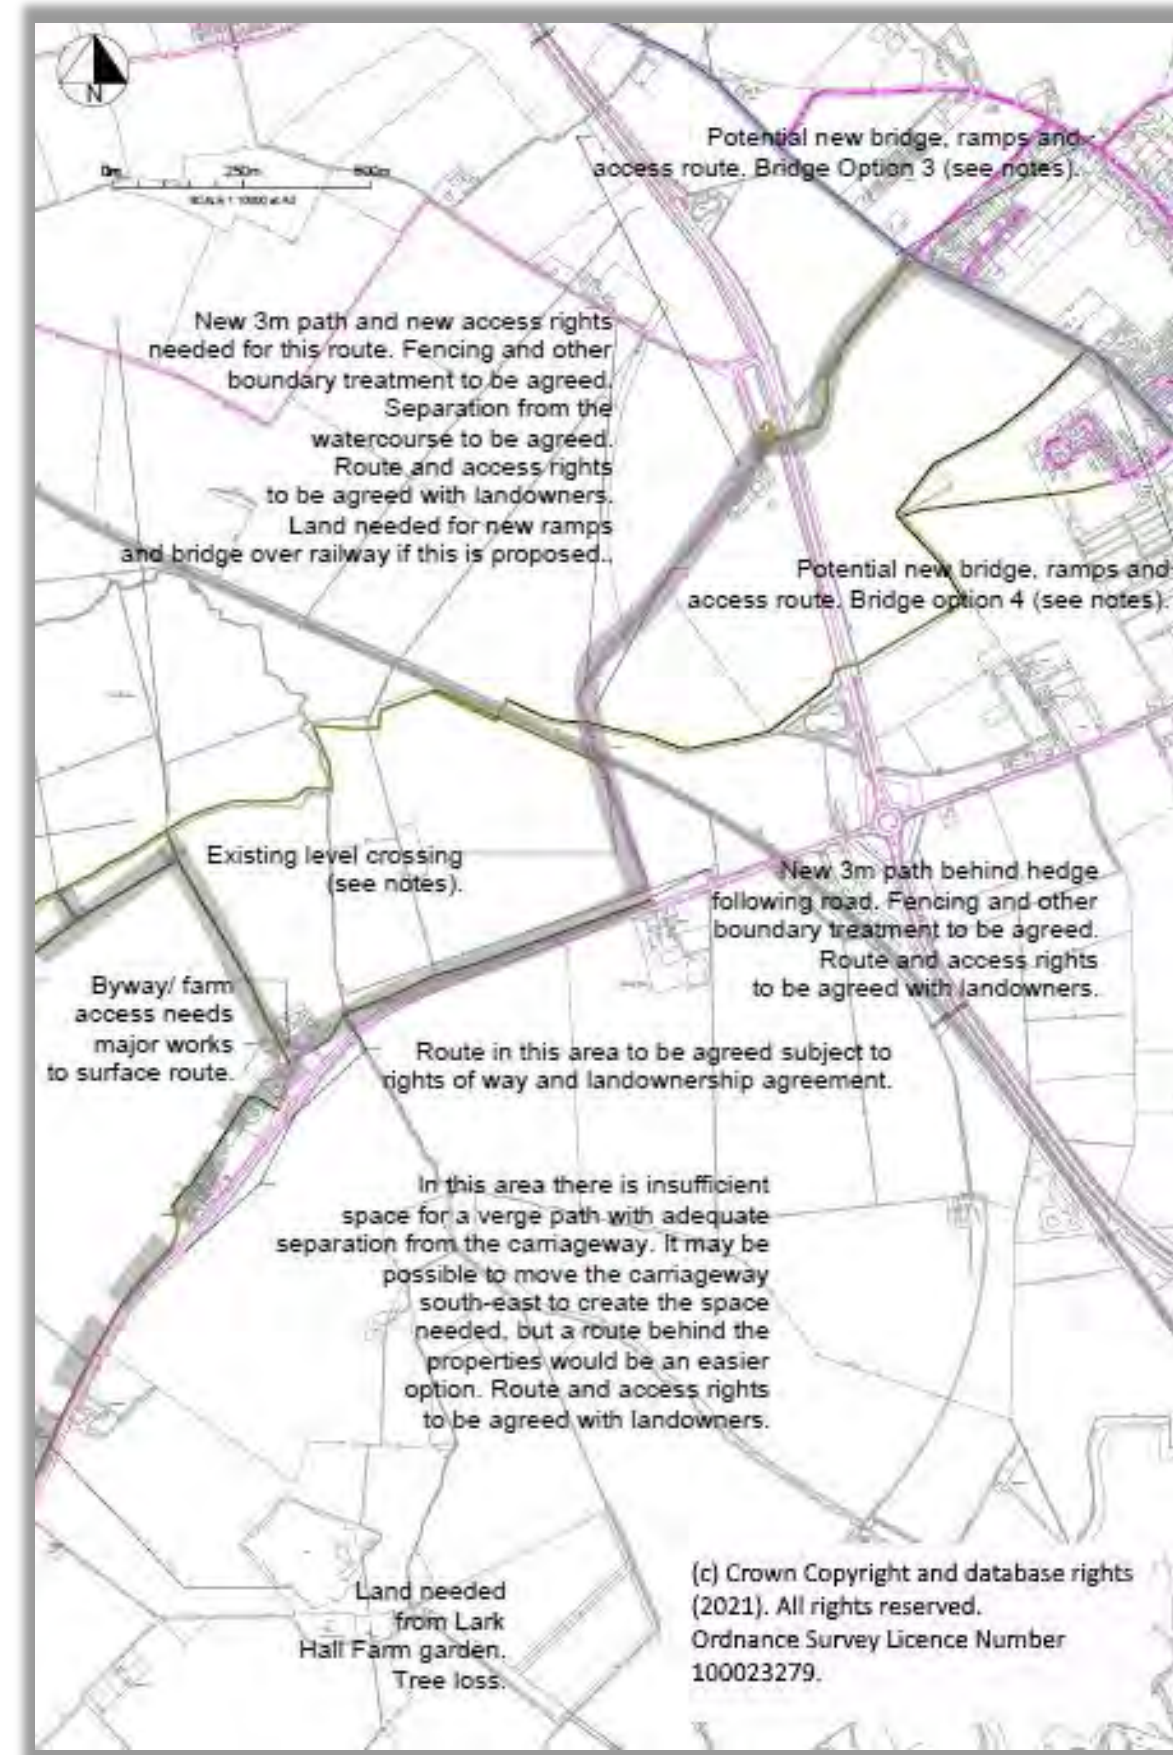 N
Potential new bridge, ramps and
access route. Bridge Option 3 (see notes).
0m 250m 500m
SCALE 1:10000 at A3
New 3m path and new access rights
needed for this route. Fencing and other
boundary treatment to be agreed.
Separation from the
watercourse to be agreed.
Route and access rights
to be agreed with landowners.
Land needed for new ramps
and bridge over railway if this is proposed..
Potential new bridge, ramps and
access route. Bridge option 4 (see notes).
Existing level crossing
(see notes).
New 3m path behind hedge
following road. Fencing and other
boundary treatment to be agreed.
Route and access rights
to be agreed with landowners.
Byway/ farm
access needs
major works
to surface route.
Route in this area to be agreed subject to
rights of way and landownership agreement.
In this area there is insufficient
space for a verge path with adequate
separation from the carriageway. It may be
possible to move the carriageway
south-east to create the space
needed, but a route behind the
properties would be an easier
option. Route and access rights
to be agreed with landowners.
Land needed
from Lark
Hall Farm garden.
Tree loss.
(c) Crown Copyright and database rights
(2021). All rights reserved.
Ordnance Survey Licence Number
100023279.